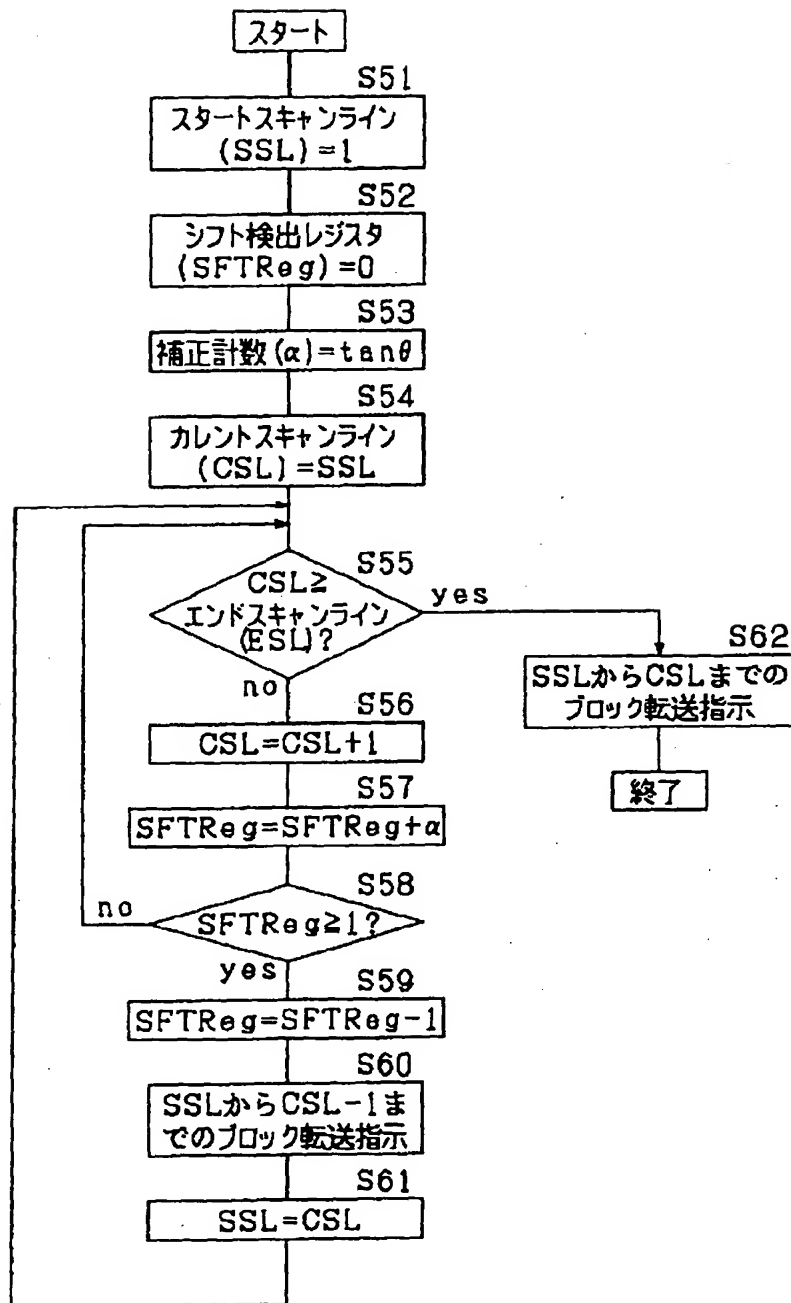 スタート
S51
スタートスキャンライン
(SSL)=1
S52
シフト検出レジスタ
(SFTReg)=0
S53
補正計数(α)=tanθ
S54
カレントスキャンライン
(CSL)=SSL
S55
CSL≧
エンドスキャンライン
(ESL)?
yes
no
S62
SSLからCSLまでの
ブロック転送指示
終了
S56
CSL=CSL+1
S57
SFTReg=SFTReg+α
S58
SFTReg≧1?
no
yes
S59
SFTReg=SFTReg-1
S60
SSLからCSL-1ま
でのブロック転送指示
S61
SSL=CSL